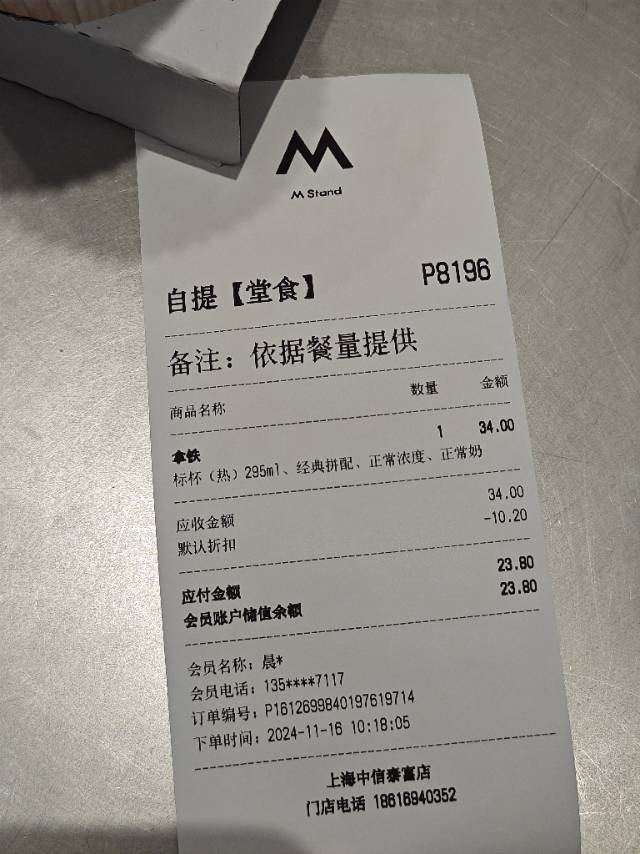 M Stand
自提【堂食】 P8196
备注：依据餐量提供
商品名称 数量 金额
拿铁 1 34.00
标杯（热）295ml、经典拼配、正常浓度、正常奶
应收金额 34.00
默认折扣 -10.20
应付金额 23.80
会员账户储值余额 23.80
会员名称：晨*
会员电话：135****7117
订单编号：P1612699840197619714
下单时间：2024-11-16 10:18:05
上海中信泰富店
门店电话 18616940352